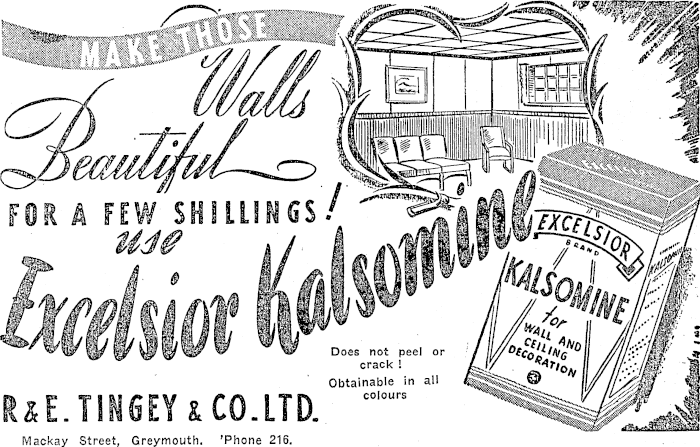 MAKE THOSE
Walls
Beautiful
FOR A FEW SHILLINGS!
use
Excelsior Kalsomine
EXCELSIOR
BRAND
KALSOMINE
for
WALL AND
CEILING
DECORATION
Does not peel or
crack!
Obtainable in all
colours
R & E. TINGEY & CO. LTD.
Mackay Street, Greymouth. 'Phone 216.